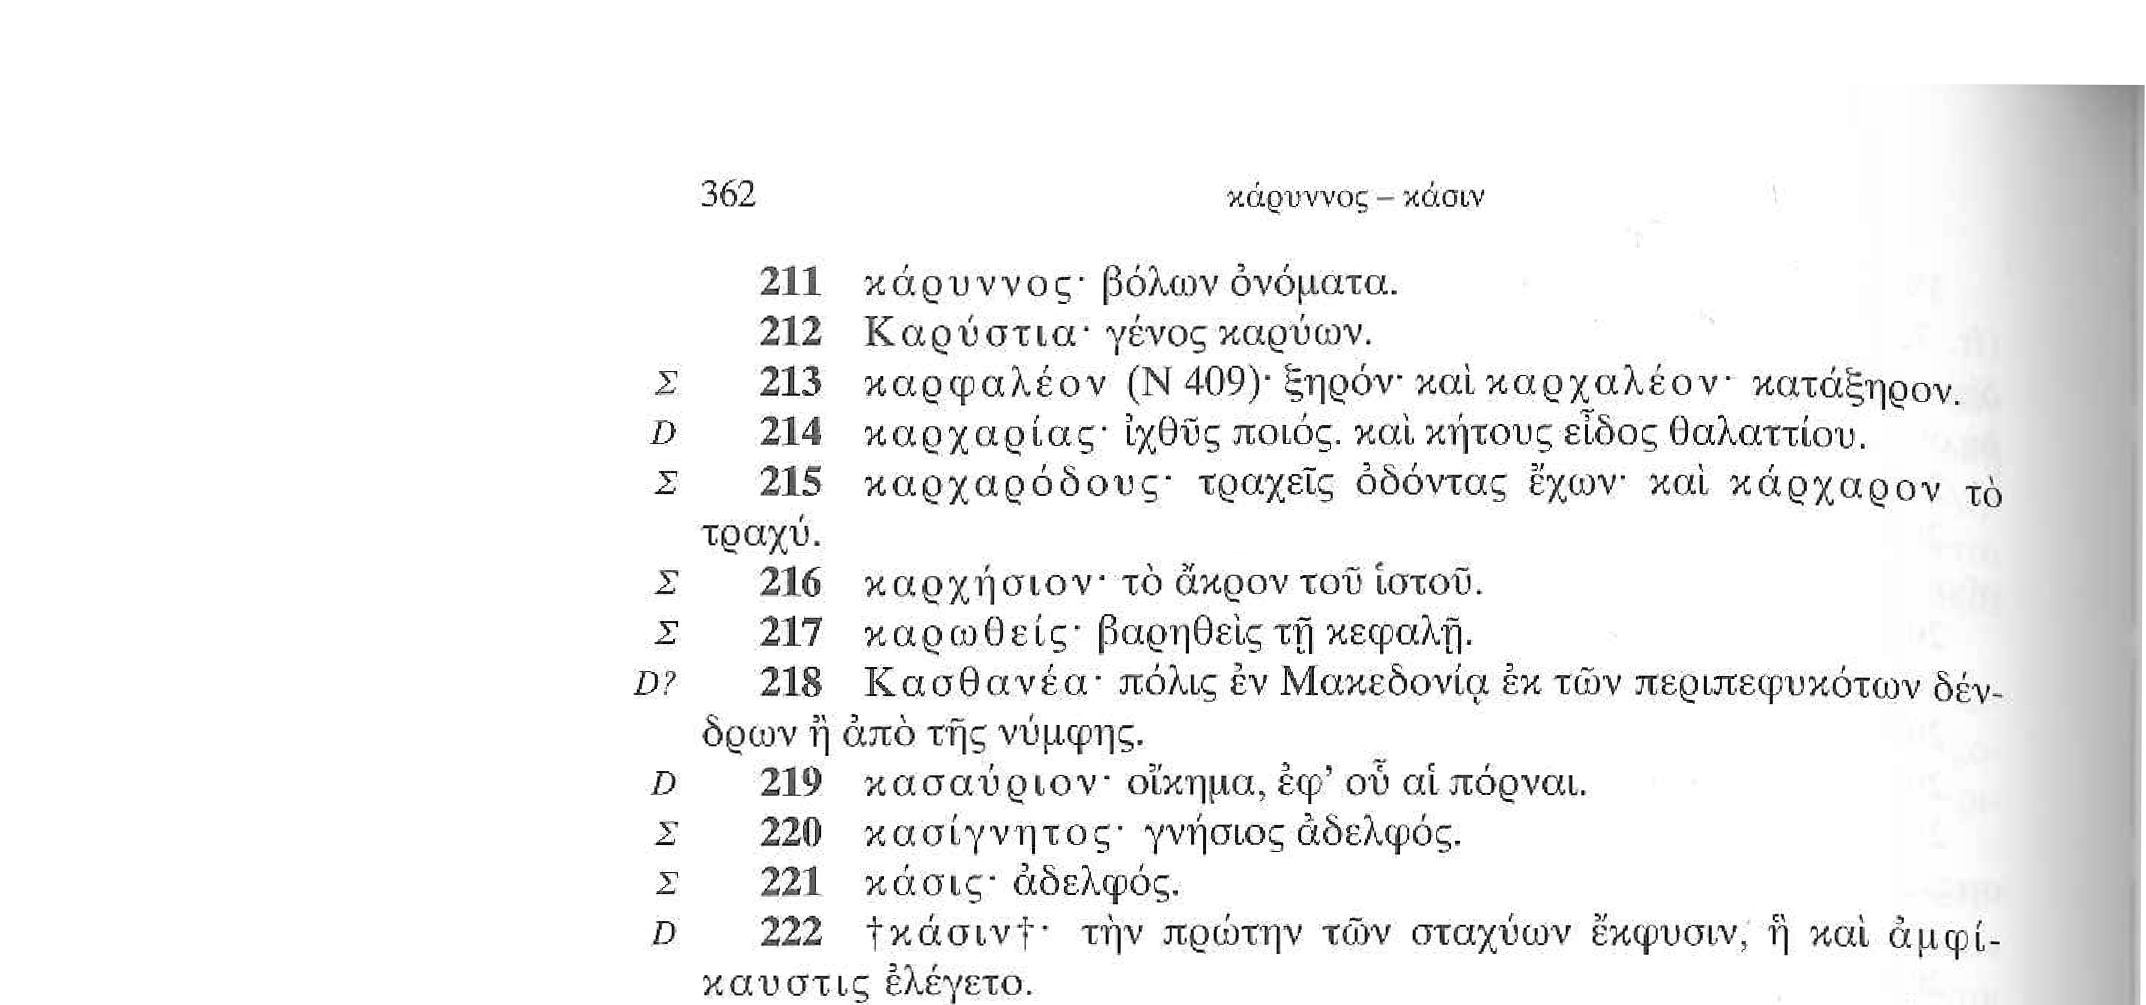 362 κάρυννος – κάσιν
211 κάρυννος· βόλων ὀνόματα.
212 Καρύστια· γένος καρύων.
Σ 213 καρφαλέον (N 409)· ξηρόν· καὶ καρχαλέον· κατάξηρον.
D 214 καρχαρίας· ἰχθῦς ποιός. καὶ κήτους εἶδος θαλαττίου.
Σ 215 καρχαρόδους· τραχεῖς ὀδόντας ἔχων· καὶ κάρχαρον τὸ
τραχύ.
Σ 216 καρχήσιον· τὸ ἄκρον τοῦ ἱστοῦ.
Σ 217 καρωθείς· βαρηθεὶς τῇ κεφαλῇ.
D? 218 Κασθανέα· πόλις ἐν Μακεδονίᾳ ἐκ τῶν περιπεφυκότων δέν-
δρων ἢ ἀπὸ τῆς νύμφης.
D 219 κασαύριον· οἴκημα, ἐφ’ οὗ αἱ πόρναι.
Σ 220 κασίγνητος· γνήσιος ἀδελφός.
Σ 221 κάσις· ἀδελφός.
D 222 †κάσιν†· τὴν πρώτην τῶν σταχύων ἔκφυσιν, ἣ καὶ ἀμφί-
καυστις ἐλέγετο.